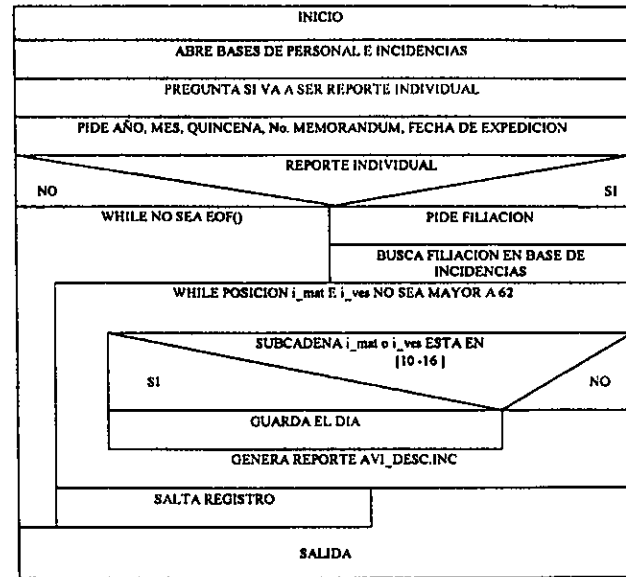 INICIO
ABRE BASES DE PERSONAL E INCIDENCIAS
PREGUNTA SI VA A SER REPORTE INDIVIDUAL
PIDE AÑO, MES, QUINCENA, No. MEMORANDUM, FECHA DE EXPEDICION
REPORTE INDIVIDUAL
NO
SI
WHILE NO SEA EOF()
PIDE FILIACION
BUSCA FILIACION EN BASE DE
INCIDENCIAS
WHILE POSICION i_mat E i_ves NO SEA MAYOR A 62
SUBCADENA i_mat o i_ves ESTA EN
[10 -16 ]
SI
NO
GUARDA EL DIA
GENERA REPORTE AVI_DESC.INC
SALTA REGISTRO
SALIDA